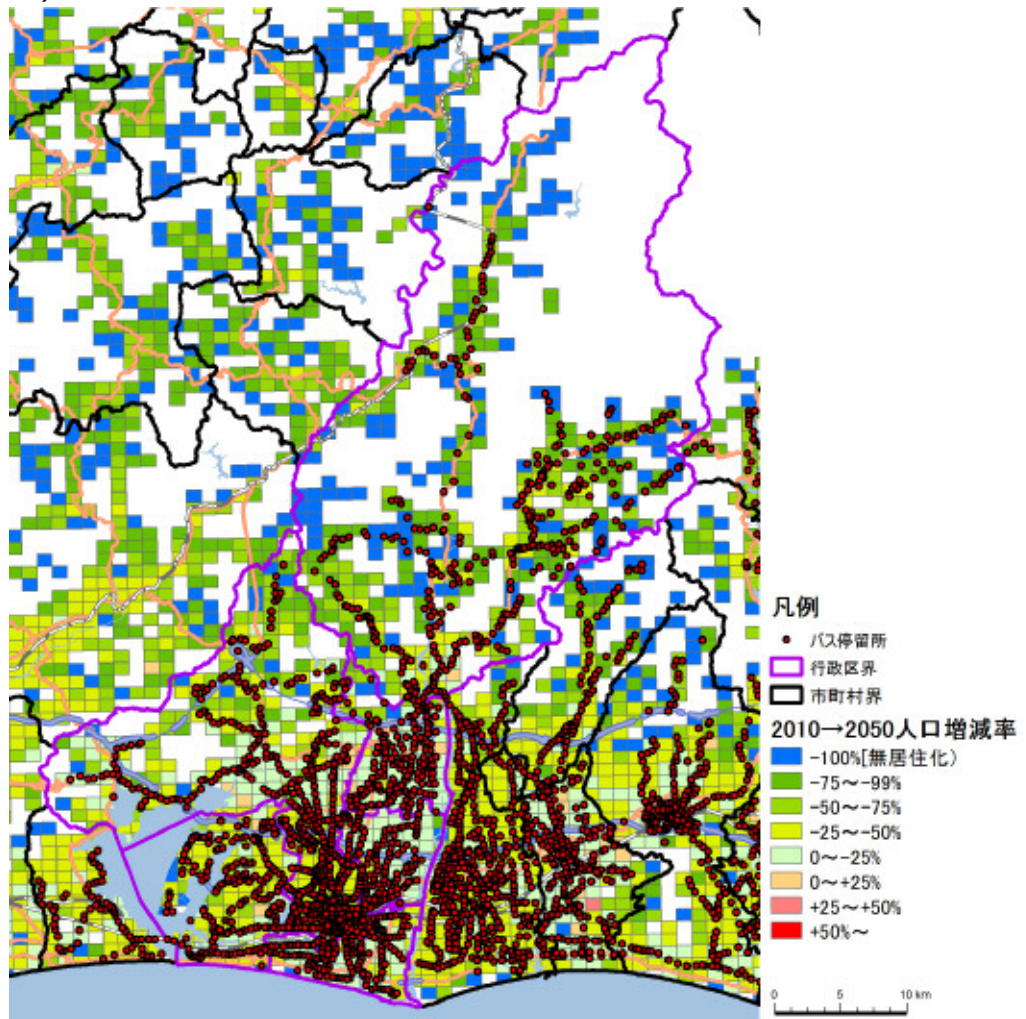 凡例
バス停留所
行政区界
市町村界
2010→2050人口増減率
-100%[無居住化)
-75～-99%
-50～-75%
-25～-50%
0～-25%
0～+25%
+25～+50%
+50%～
0 5 10 km